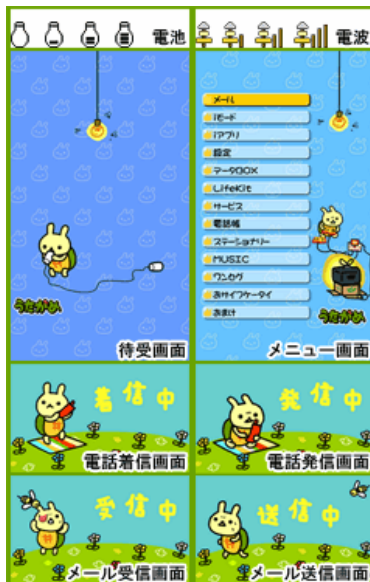 電池
電波
メール
iモード
iアプリ
設定
データBOX
LifeKit
サービス
電話帳
ステーショナリー
MUSIC
ワンセグ
おサイフケータイ
おまけ
うたがめ
待受画面
うたがめ
メニュー画面
着信中
電話着信画面
発信中
電話発信画面
受信中
メール受信画面
送信中
メール送信画面